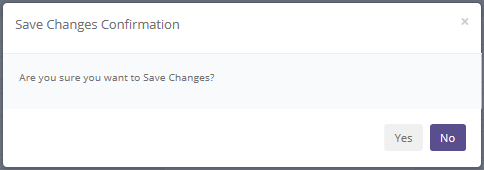 Save Changes Confirmation
×
Are you sure you want to Save Changes?
Yes No